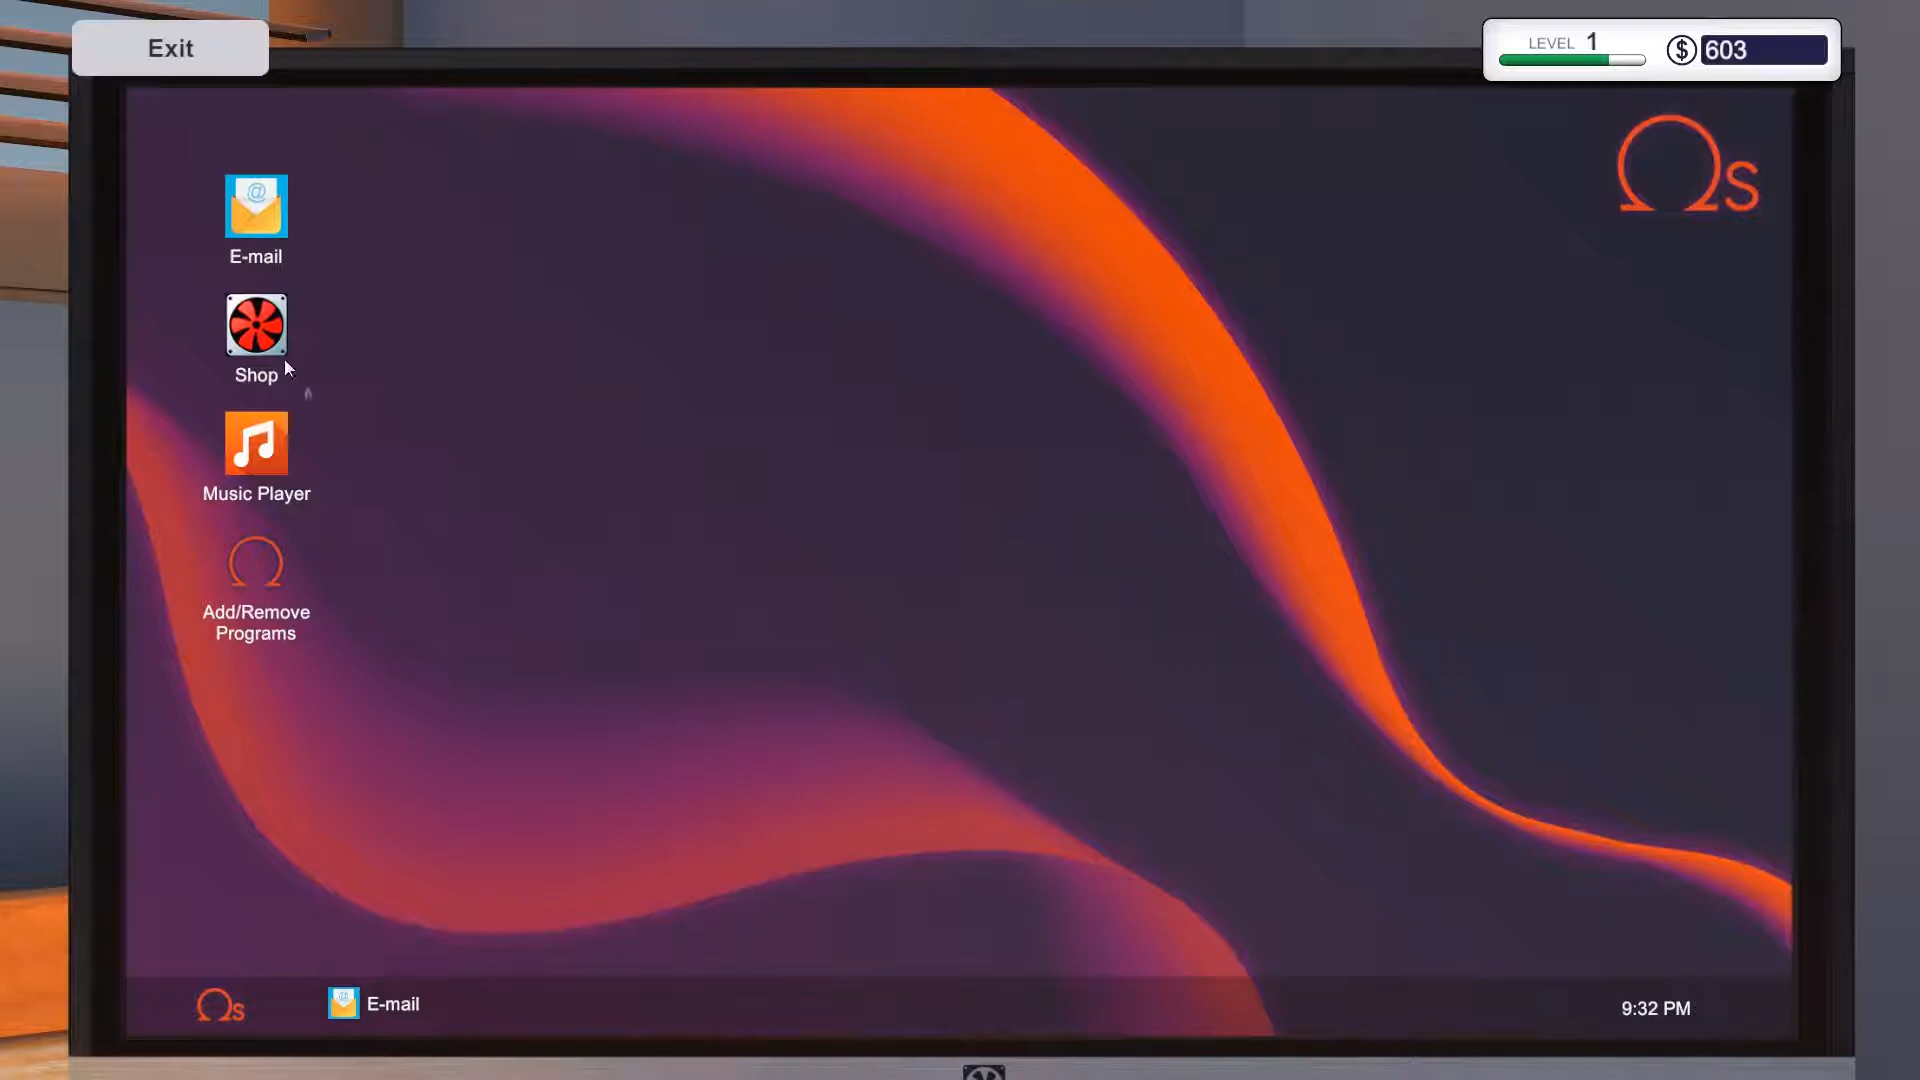 Exit
LEVEL 1
$ 603
Ωs
E-mail
Shop
Music Player
Add/Remove
Programs
Ωs
E-mail
9:32 PM